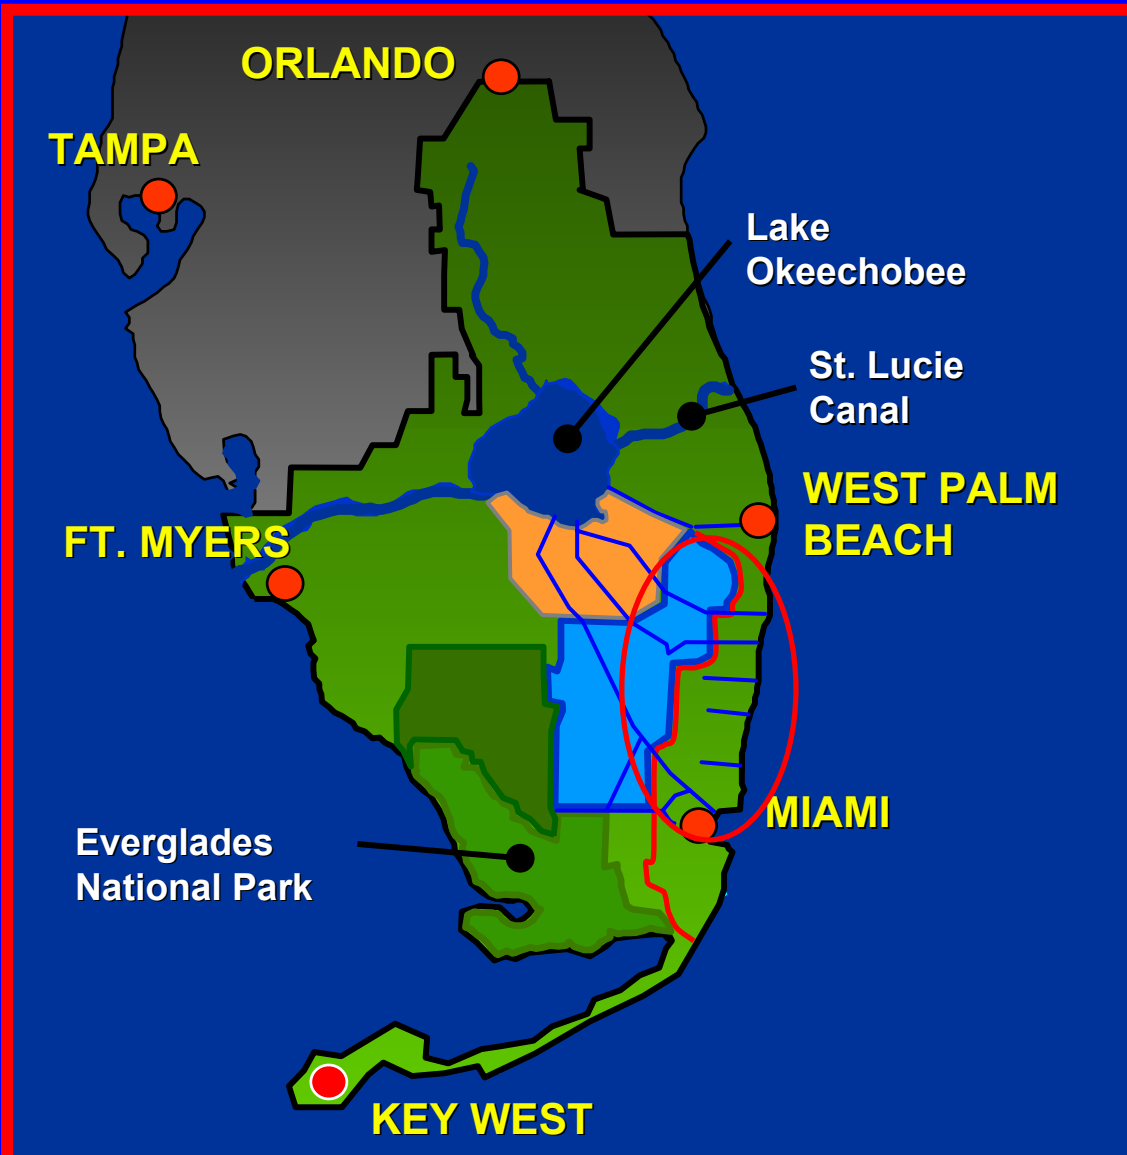 ORLANDO
TAMPA
Lake
Okeechobee
St. Lucie
Canal
WEST PALM
BEACH
FT. MYERS
MIAMI
Everglades
National Park
KEY WEST